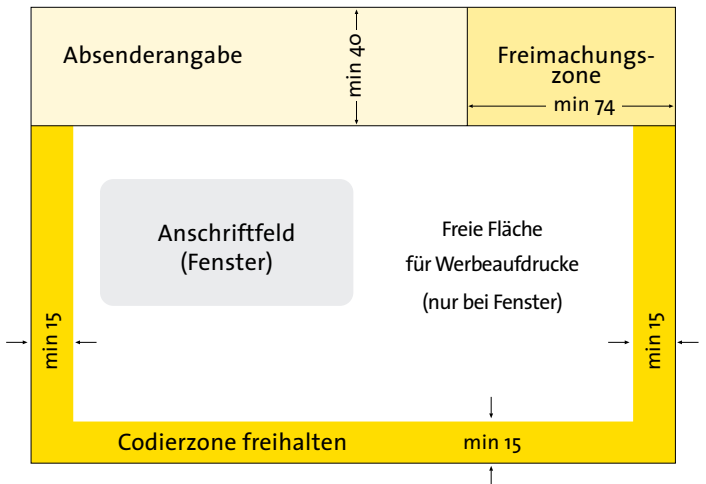 Absenderangabe
min 40
Freimachungs-
zone
min 74
Anschriftfeld
(Fenster)
Freie Fläche
für Werbeaufdrucke
(nur bei Fenster)
min 15
min 15
Codierzone freihalten
min 15